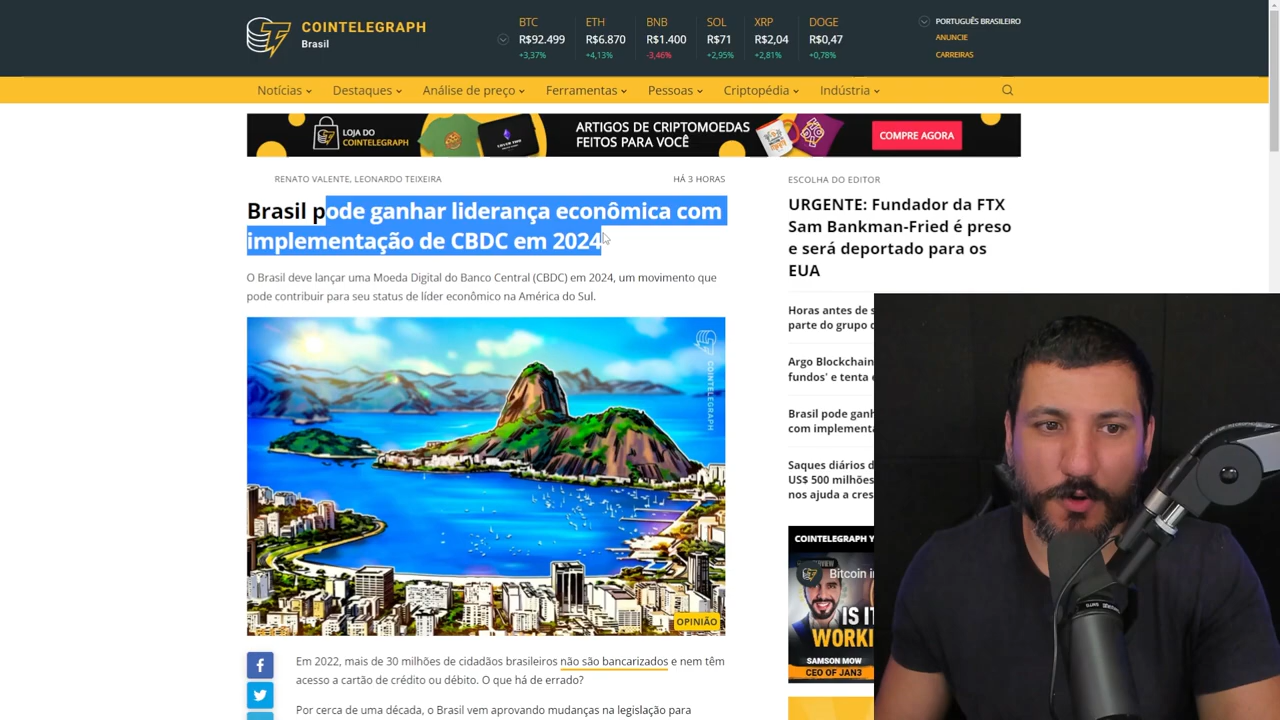 COINTELEGRAPH
Brasil
BTC ETH BNB SOL XRP DOGE
R$92.499 R$6.870 R$1.400 R$71 R$2,04 R$0,47
+3,37% +4,13% -3,46% +2,95% +2,81% +0,78%
PORTUGUÊS BRASILEIRO
ANUNCIE
CARREIRAS
Notícias Destaques Análise de preço Ferramentas Pessoas Criptopédia Indústria
LOJA DO
COINTELEGRAPH
ARTIGOS DE CRIPTOMOEDAS
FEITOS PARA VOCÊ
COMPRE AGORA
RENATO VALENTE, LEONARDO TEIXEIRA HÁ 3 HORAS
Brasil pode ganhar liderança econômica com
implementação de CBDC em 2024
O Brasil deve lançar uma Moeda Digital do Banco Central (CBDC) em 2024, um movimento que
pode contribuir para seu status de líder econômico na América do Sul.
COINTELEGRAPH
OPINIÃO
Em 2022, mais de 30 milhões de cidadãos brasileiros não são bancarizados e nem têm
acesso a cartão de crédito ou débito. O que há de errado?
Por cerca de uma década, o Brasil vem aprovando mudanças na legislação para
ESCOLHA DO EDITOR
URGENTE: Fundador da FTX
Sam Bankman-Fried é preso
e será deportado para os
EUA
Horas antes de
parte do grupo
Argo Blockchain
fundos' e tenta
Brasil pode
com
Saques diários
US$ 500 milhões
nos ajuda a
COINTELEGRAPH
Bitcoin
IS
WORKI
SAMSON MOW
CEO OF JAN3